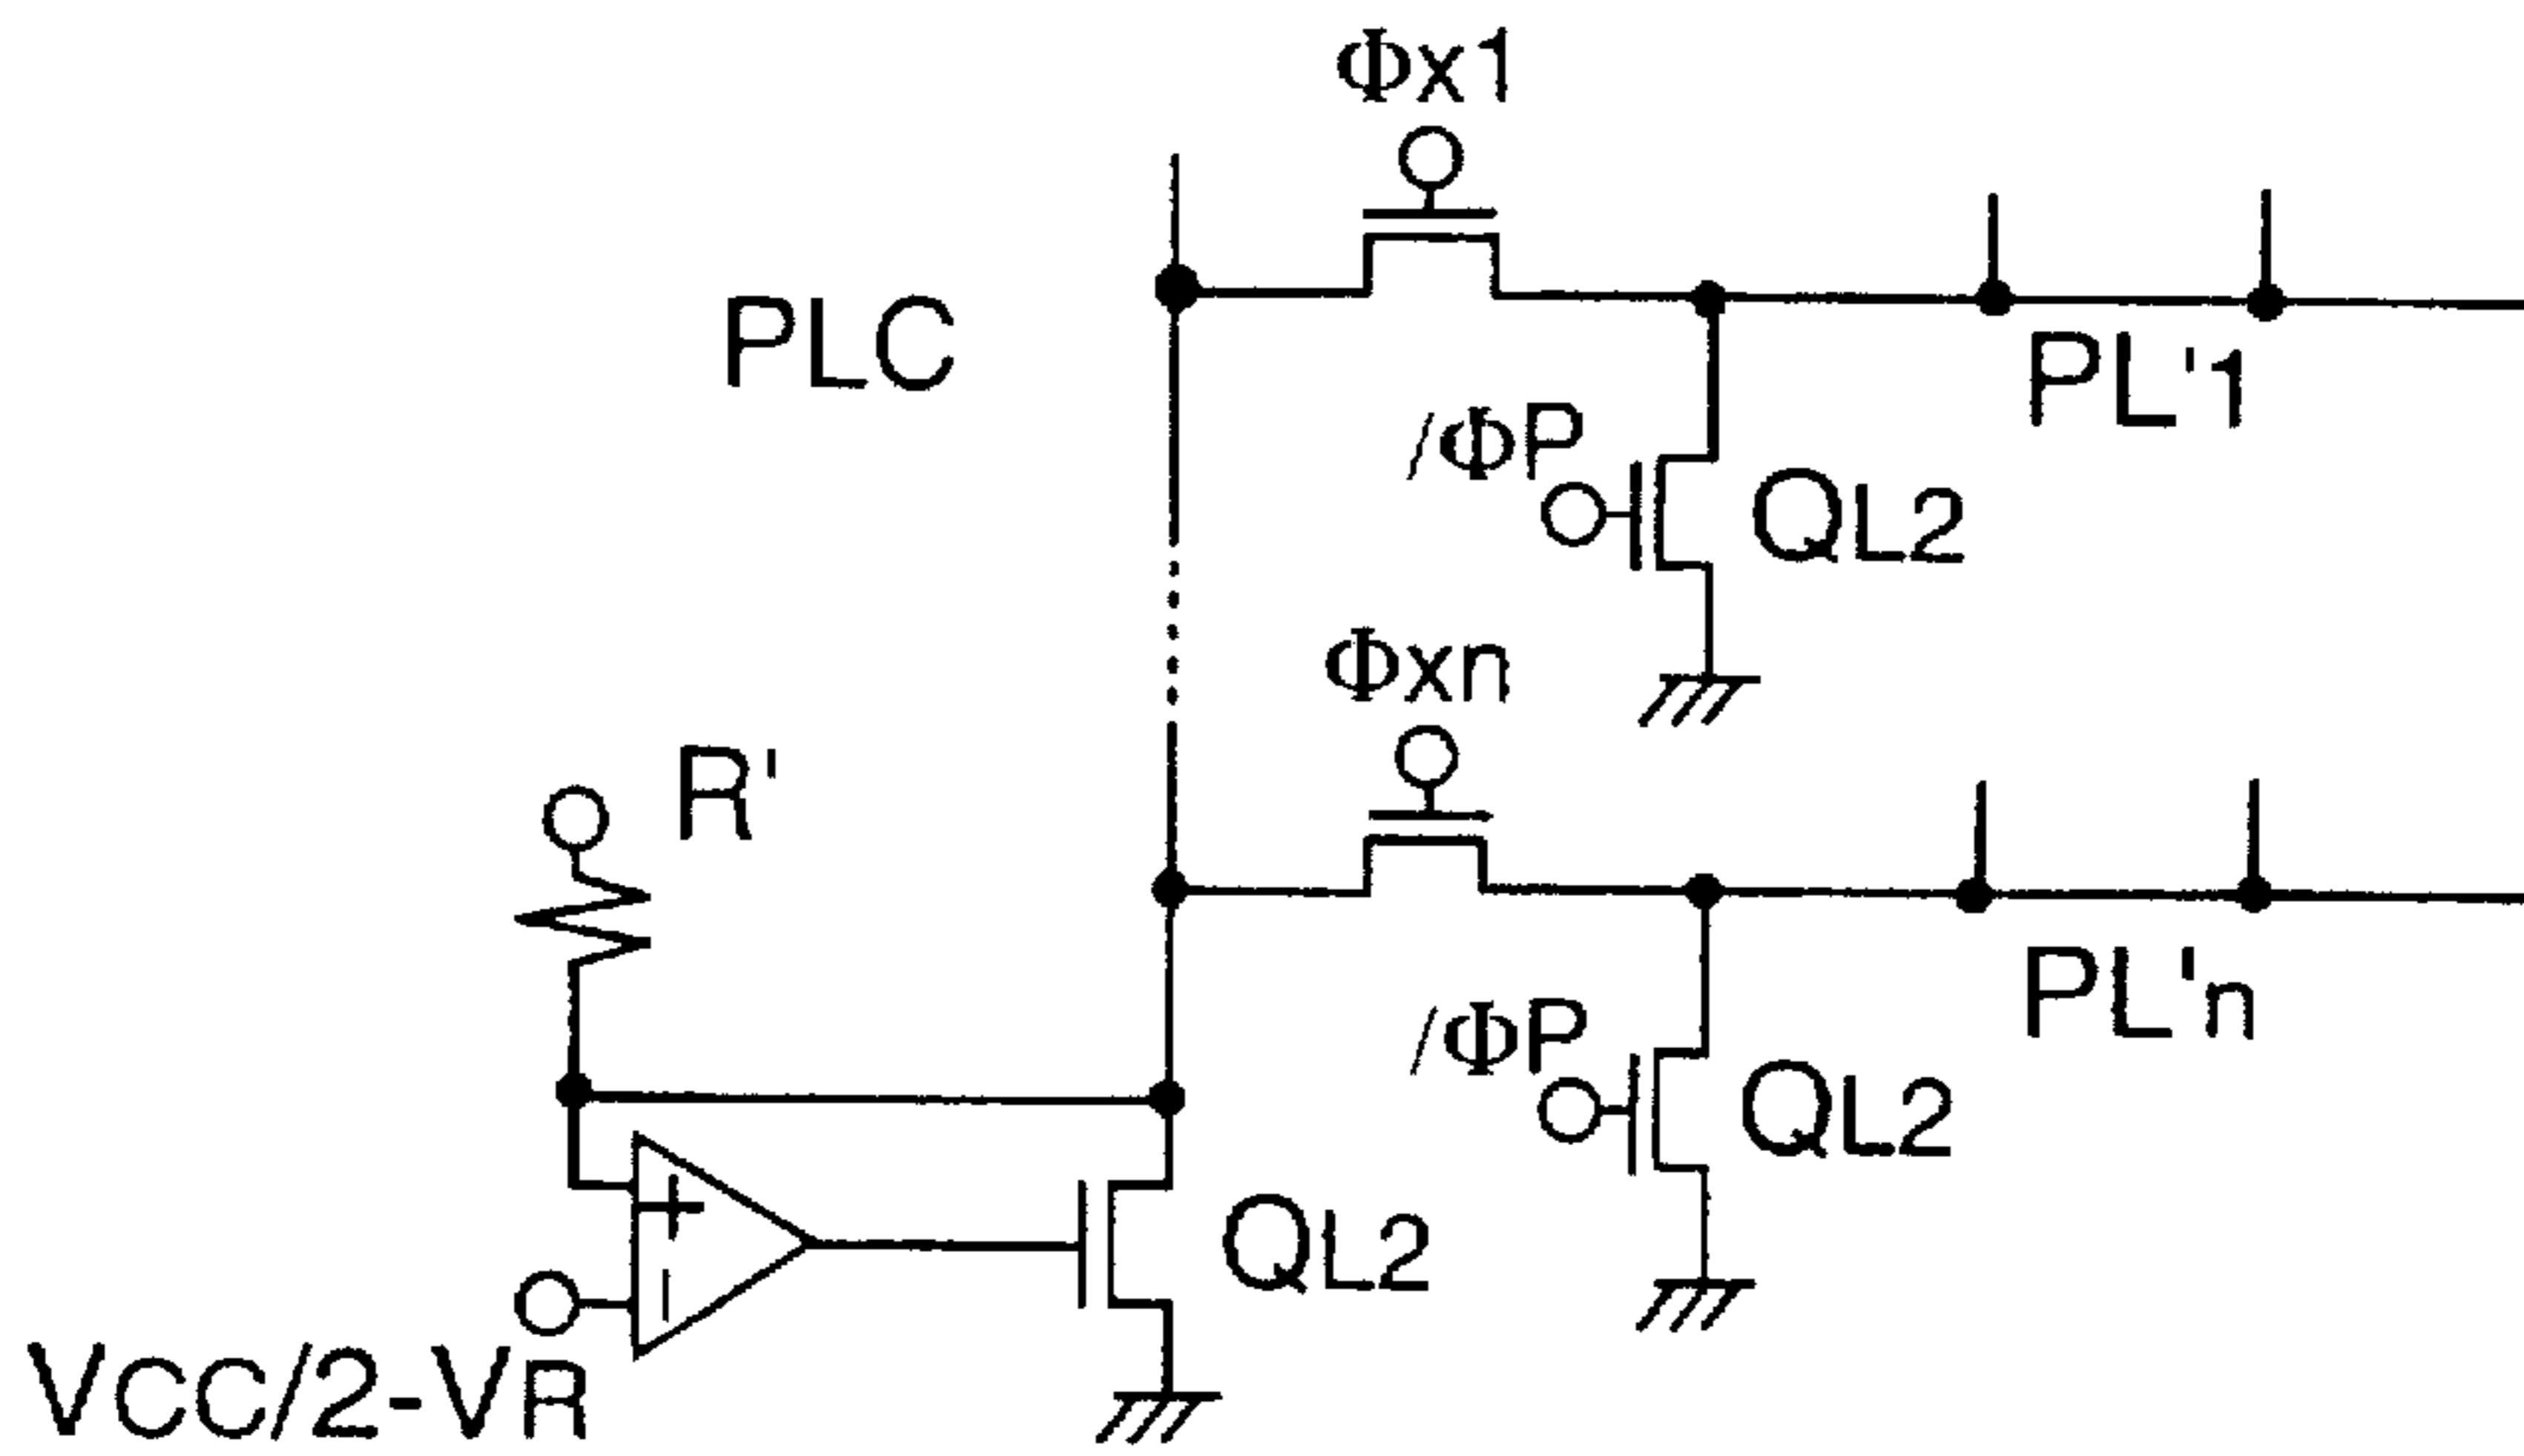 Φx1
PLC
PL'1
/ΦP
QL2
Φxn
R'
PL'n
/ΦP
QL2
+
QL2
-
VCC/2-VR